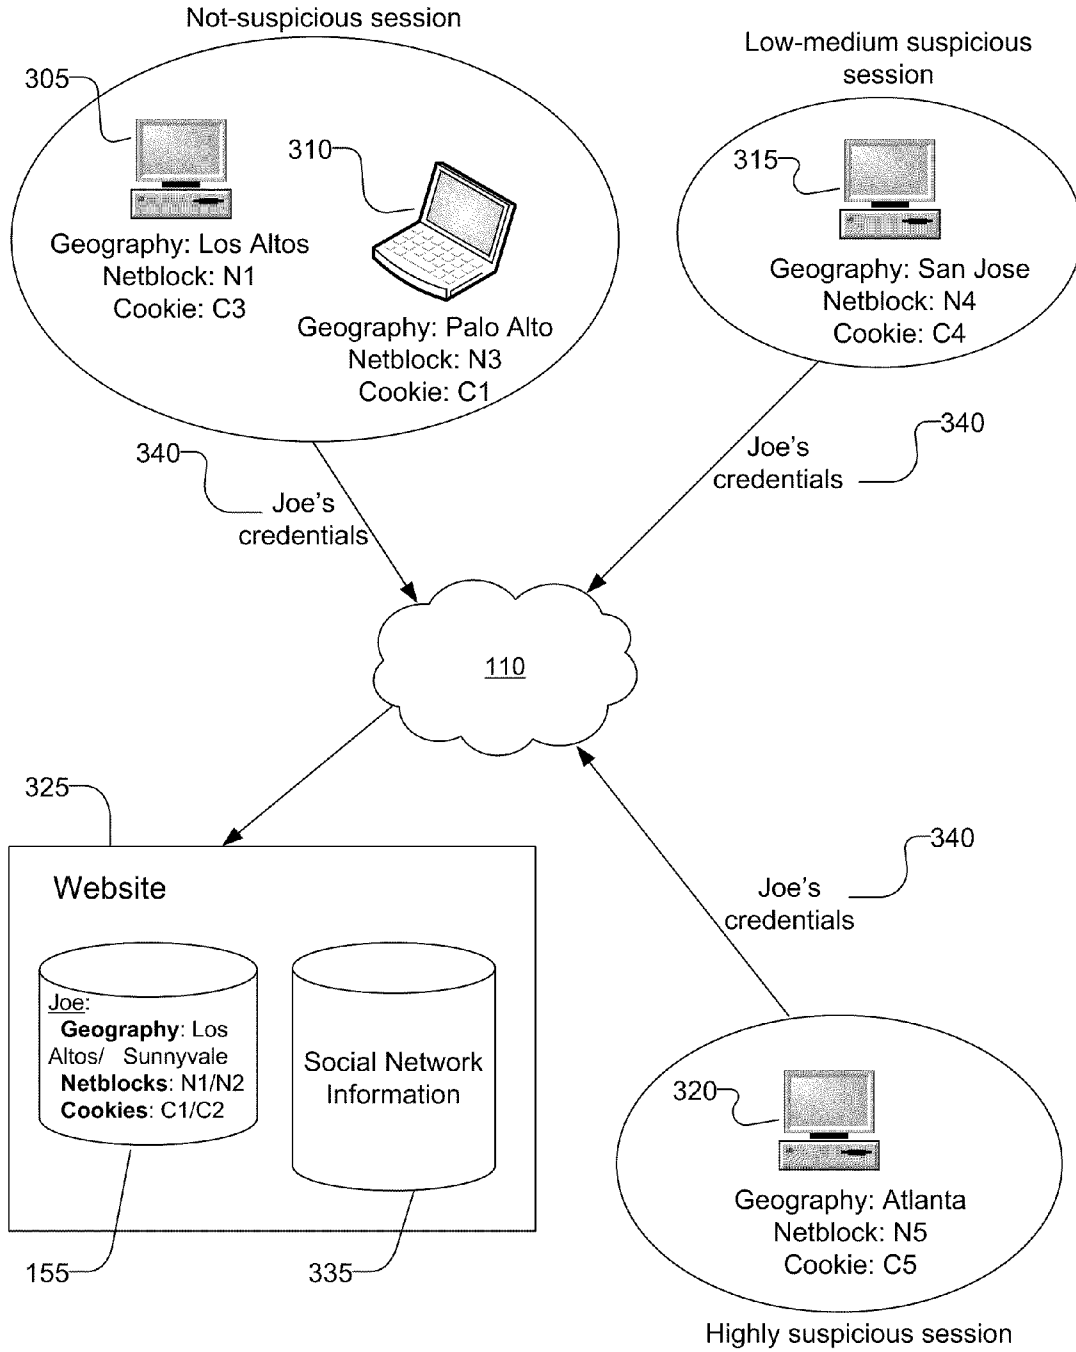 Not-suspicious session
Low-medium suspicious
session
305
310
315
Geography: Los Altos
Netblock: N1
Cookie: C3
Geography: Palo Alto
Netblock: N3
Cookie: C1
Geography: San Jose
Netblock: N4
Cookie: C4
340
Joe's
credentials
340
Joe's
credentials
110
325
Website
Joe:
Geography: Los
Altos/ Sunnyvale
Netblocks: N1/N2
Cookies: C1/C2
Social Network
Information
155
335
340
Joe's
credentials
320
Geography: Atlanta
Netblock: N5
Cookie: C5
Highly suspicious session